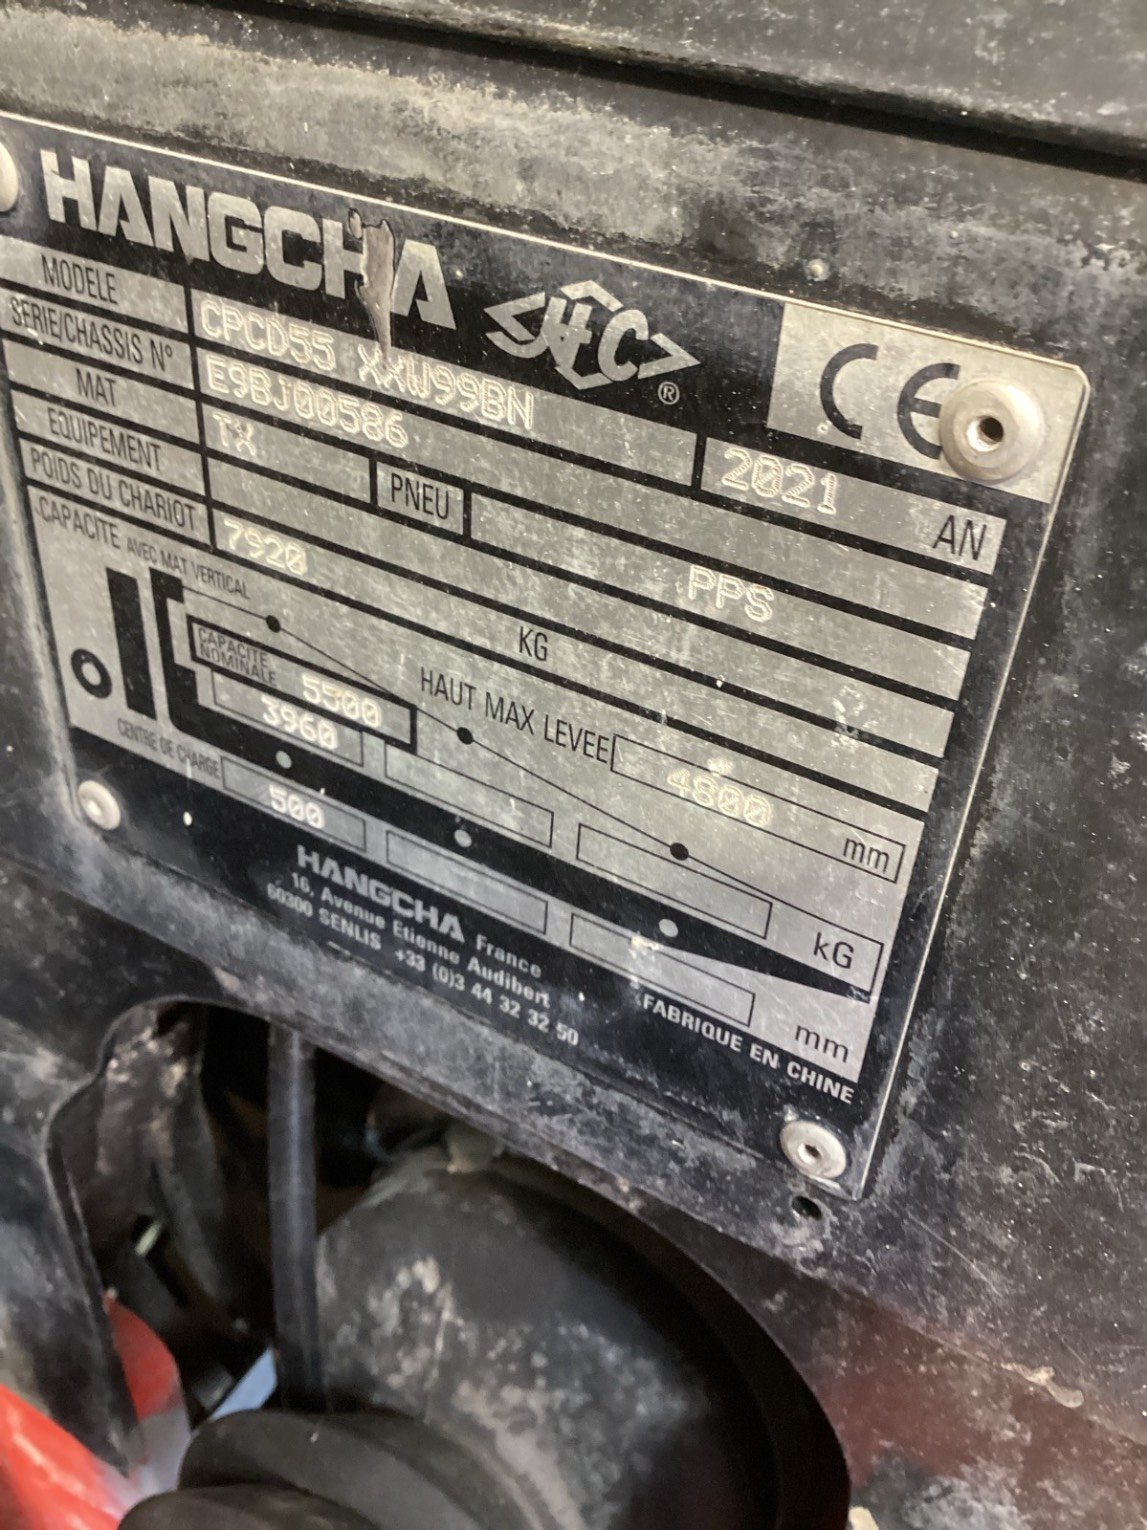 HANGCHA <HC> ® CE
MODELE CPCD55 XXW99BN 2021 AN
SERIE/CHASSIS N° E9BJ00586
MAT TX PNEU PPS
EQUIPEMENT
POIDS DU CHARIOT 7920 KG
CAPACITE AVEC MAT VERTICAL
HAUT MAX LEVEE 4800 mm
CAPACITE NOMINALE 5500
3960 kG
CENTRE DE CHARGE 500 mm
HANGCHA France
16, Avenue Etienne Audibert
60300 SENLIS +33 (0)3 44 32 32 50
FABRIQUE EN CHINE